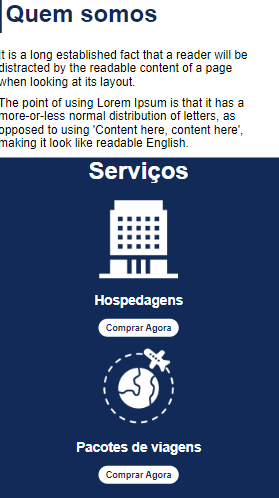 Quem somos
It is a long established fact that a reader will be
distracted by the readable content of a page
when looking at its layout.
The point of using Lorem Ipsum is that it has a
more-or-less normal distribution of letters, as
opposed to using 'Content here, content here',
making it look like readable English.
Serviços
Hospedagens
Comprar Agora
Pacotes de viagens
Comprar Agora